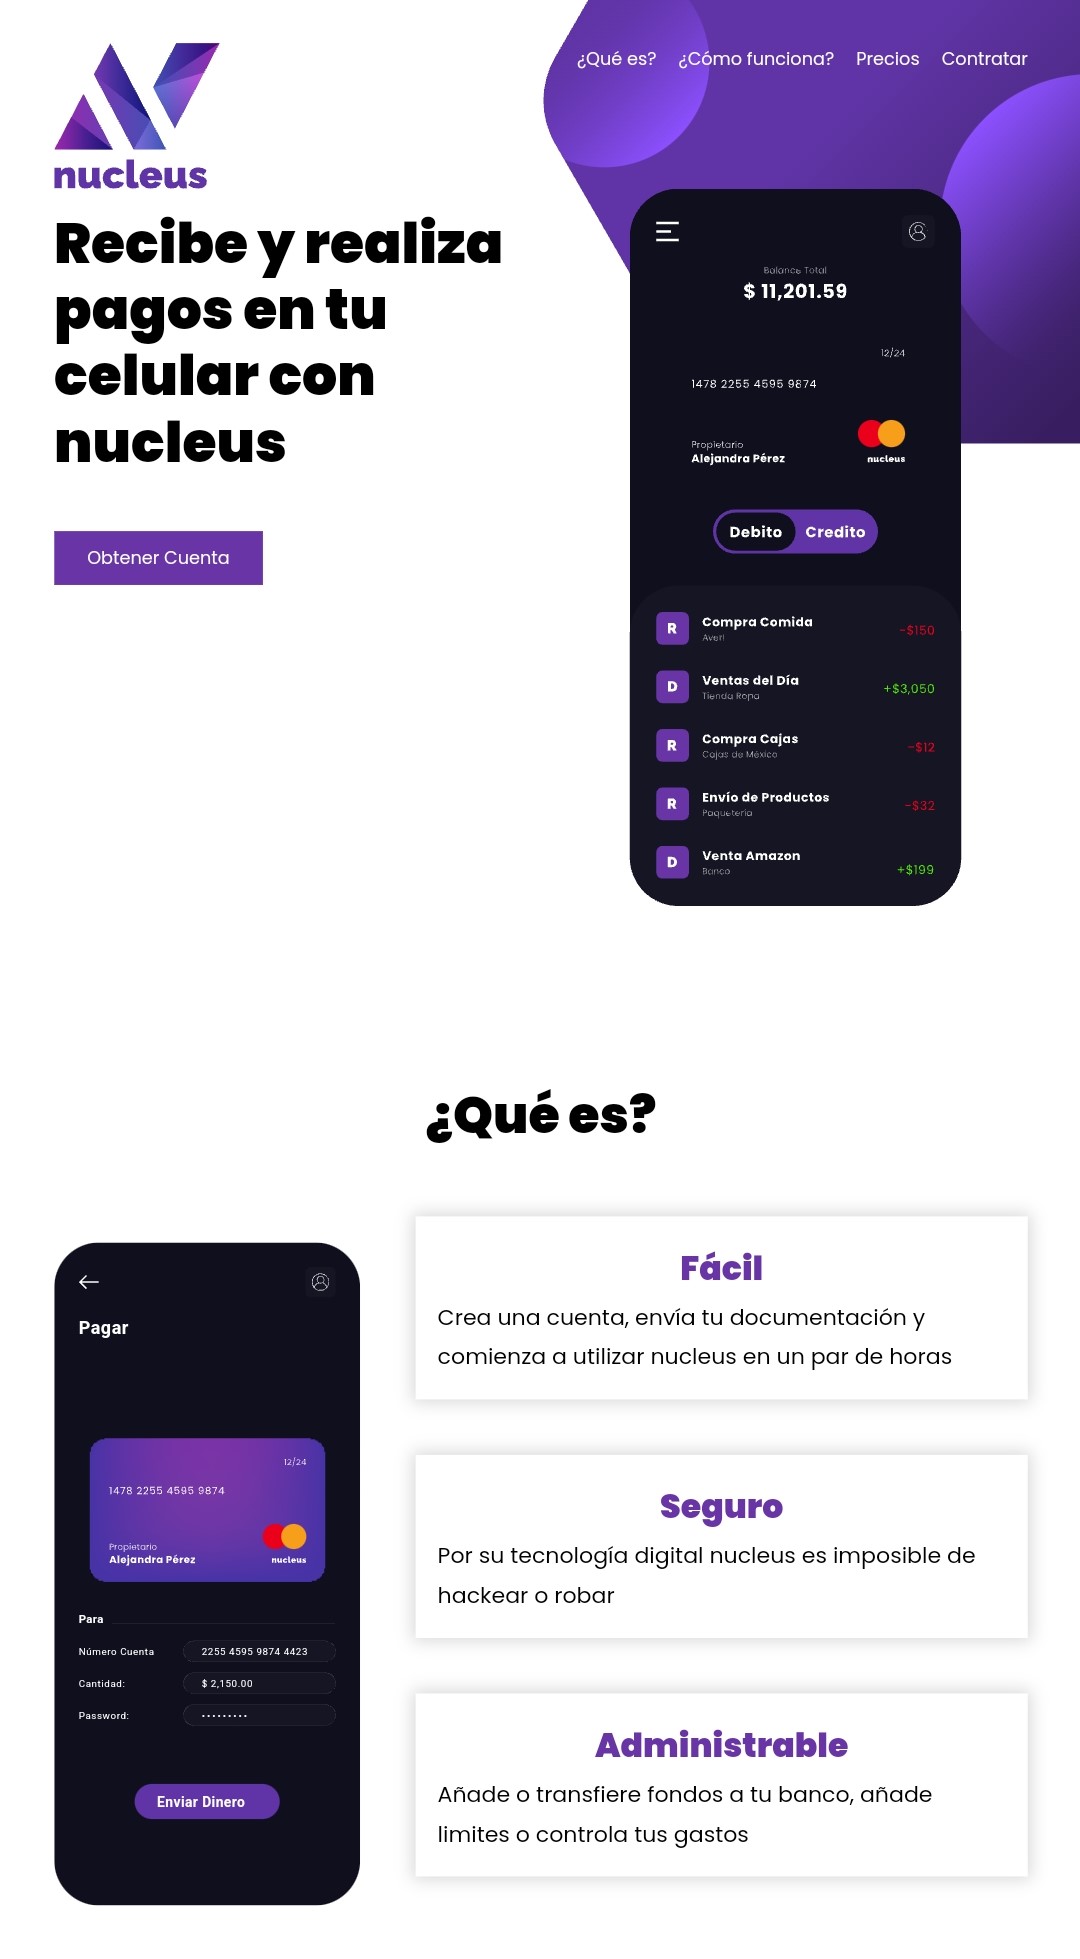 ¿Qué es? ¿Cómo funciona? Precios Contratar
nucleus
Recibe y realiza
pagos en tu
celular con
nucleus
Obtener Cuenta
Balance Total
$ 11,201.59
12/24
1478 2255 4595 9874
Propietario
Alejandra Pérez
nucleus
Debito Credito
R Compra Comida -$150
Averi
D Ventas del Día +$3,050
Tienda Ropa
R Compra Cajas -$12
Cajas de México
R Envío de Productos -$32
Paquetería
D Venta Amazon +$199
Banco
¿Qué es?
Pagar
12/24
1478 2255 4595 9874
Propietario
Alejandra Pérez
nucleus
Para
Número Cuenta 2255 4595 9874 4423
Cantidad: $ 2,150.00
Password: •••••••••
Enviar Dinero
Fácil
Crea una cuenta, envía tu documentación y
comienza a utilizar nucleus en un par de horas
Seguro
Por su tecnología digital nucleus es imposible de
hackear o robar
Administrable
Añade o transfiere fondos a tu banco, añade
limites o controla tus gastos